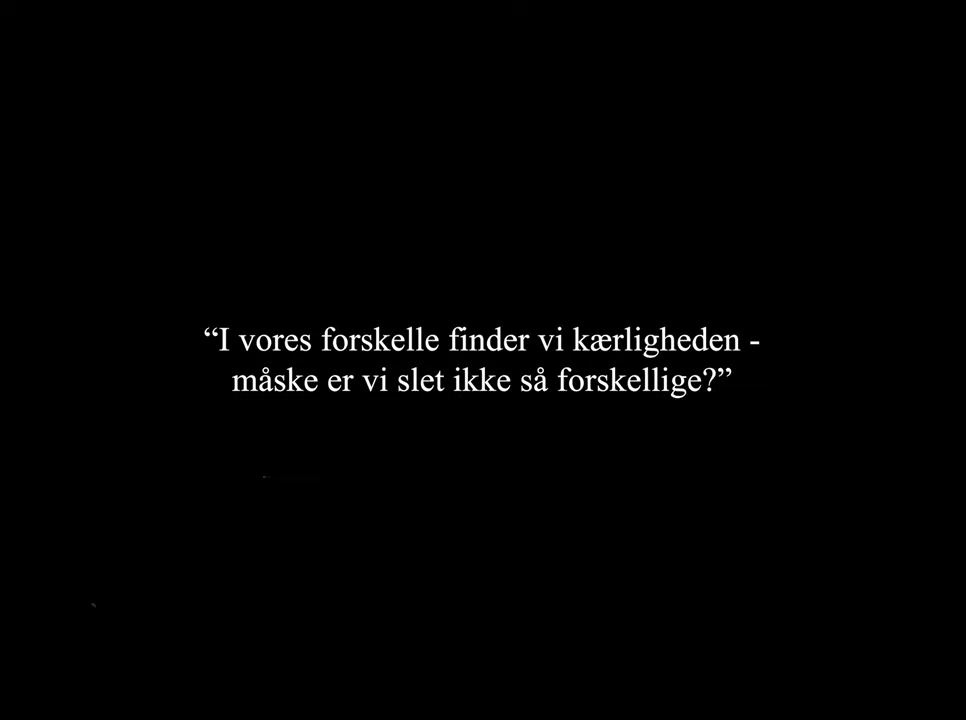 “I vores forskelle finder vi kærligheden -
måske er vi slet ikke så forskellige?”